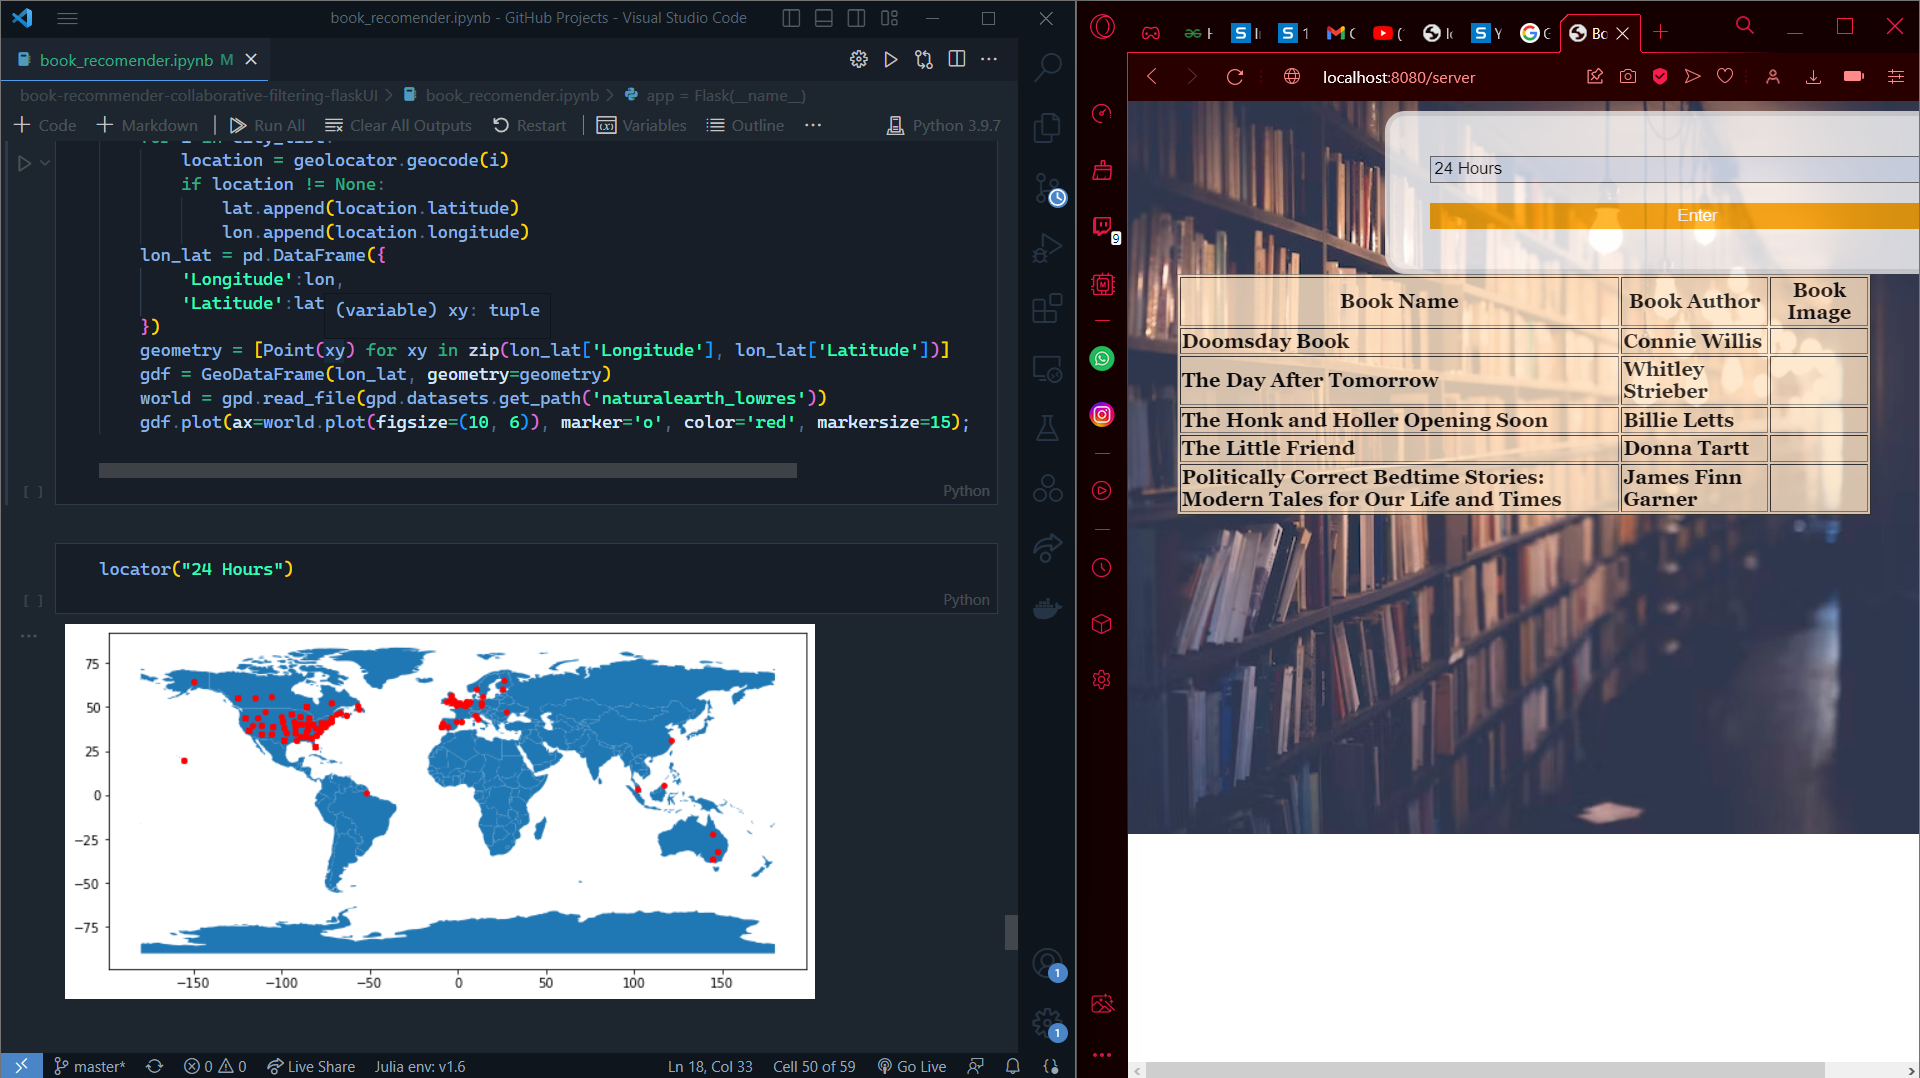 book_recomender.ipynb - GitHub Projects - Visual Studio Code
book_recomender.ipynb M
book-recommender-collaborative-filtering-flaskUI > book_recomender.ipynb > app = Flask(__name__)
+ Code + Markdown Run All Clear All Outputs Restart Variables Outline ... Python 3.9.7
location = geolocator.geocode(i)
if location != None:
lat.append(location.latitude)
lon.append(location.longitude)
lon_lat = pd.DataFrame({
'Longitude':lon,
'Latitude':lat
(variable) xy: tuple
})
geometry = [Point(xy) for xy in zip(lon_lat['Longitude'], lon_lat['Latitude'])]
gdf = GeoDataFrame(lon_lat, geometry=geometry)
world = gpd.read_file(gpd.datasets.get_path('naturalearth_lowres'))
gdf.plot(ax=world.plot(figsize=(10, 6)), marker='o', color='red', markersize=15);
[ ]
Python
locator("24 Hours")
[ ]
Python
75
50
25
0
−25
−50
−75
−150 −100 −50 0 50 100 150
1
1
master* 0 0 Live Share Julia env: v1.6 Ln 18, Col 33 Cell 50 of 59 Go Live
Bo
localhost:8080/server
9
24 Hours
Enter
Book Name Book Author Book Image
Doomsday Book Connie Willis
The Day After Tomorrow Whitley Strieber
The Honk and Holler Opening Soon Billie Letts
The Little Friend Donna Tartt
Politically Correct Bedtime Stories: James Finn
Modern Tales for Our Life and Times Garner